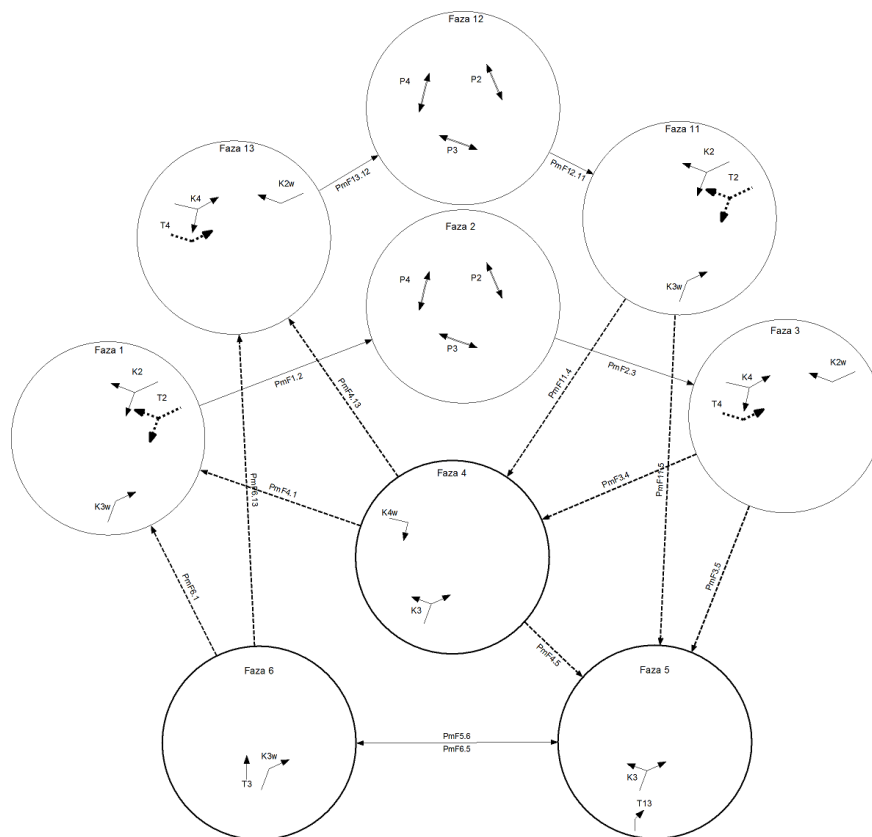 Faza 12
P4
P2
P3
Faza 13
K4
K2w
T4
PmF13.12
PmF12.11
Faza 11
K2
T2
K3w
Faza 2
P4
P2
P3
Faza 1
K2
T2
K3w
PmF1.2
PmF2.3
Faza 3
K2w
K4
T4
PmF4.13
PmF11.4
PmF6.13
PmF4.1
Faza 4
K4w
K3
PmF3.4
PmF11.5
PmF3.5
PmF6.1
PmF4.5
Faza 6
K3w
T3
PmF5.6
PmF6.5
Faza 5
K3
T13